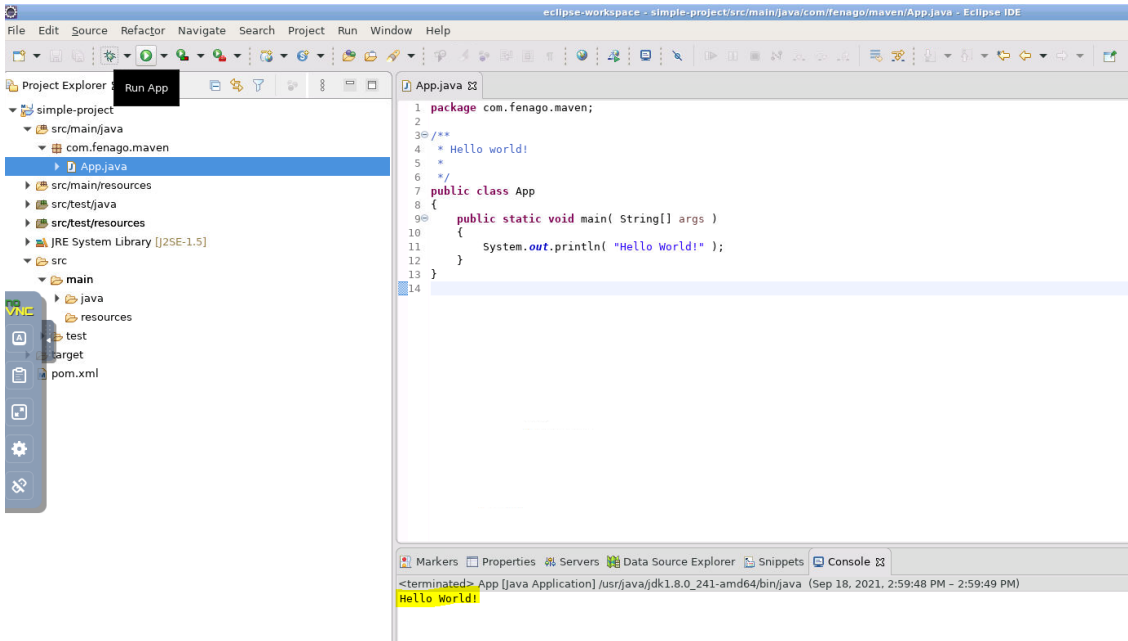 eclipse-workspace - simple-project/src/main/java/com/fenago/maven/App.java - Eclipse IDE
File Edit Source Refactor Navigate Search Project Run Window Help
Project Explorer
Run App
simple-project
src/main/java
com.fenago.maven
App.java
src/main/resources
src/test/java
src/test/resources
JRE System Library [J2SE-1.5]
src
main
java
resources
test
target
pom.xml
noVNC
A
App.java
1 package com.fenago.maven;
2
3 /**
4 * Hello world!
5 *
6 */
7 public class App
8 {
9 public static void main( String[] args )
10 {
11 System.out.println( "Hello World!" );
12 }
13 }
14
Markers Properties Servers Data Source Explorer Snippets Console
<terminated> App [Java Application] /usr/java/jdk1.8.0_241-amd64/bin/java (Sep 18, 2021, 2:59:48 PM – 2:59:49 PM)
Hello World!